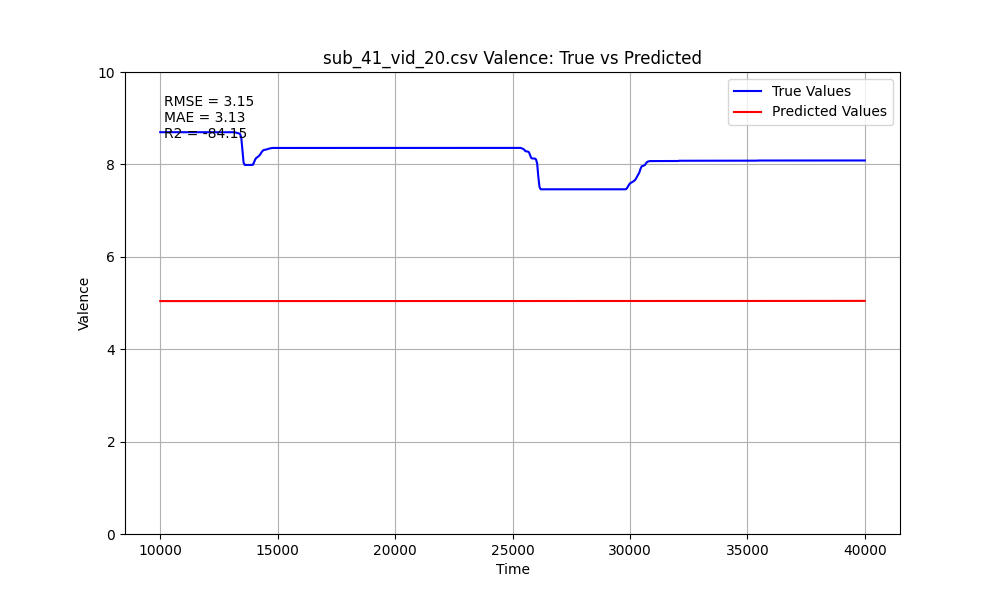 sub_41_vid_20.csv Valence: True vs Predicted
RMSE = 3.15
MAE = 3.13
R2 = -84.15
True Values
Predicted Values
10
8
6
4
2
0
Valence
10000 15000 20000 25000 30000 35000 40000
Time